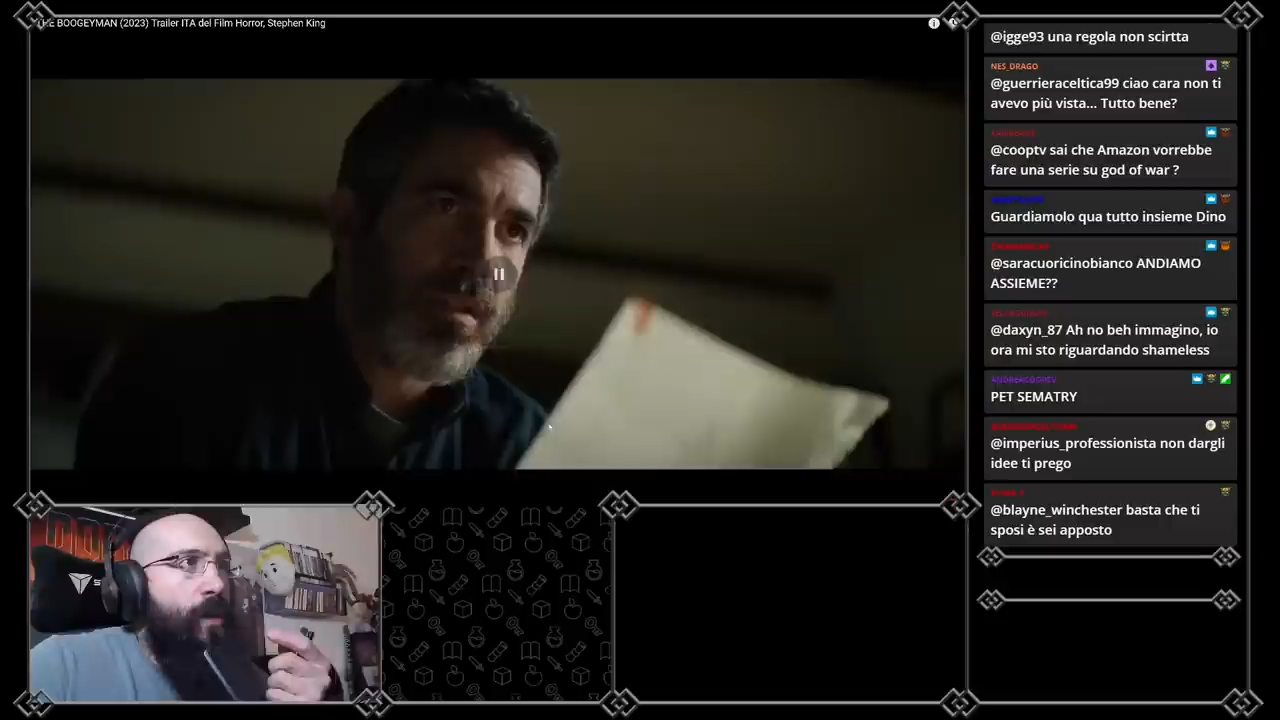 THE BOOGEYMAN (2023) Trailer ITA del Film Horror, Stephen King
@igge93 una regola non scirtta
NES_DRAGO
@guerrieraceltica99 ciao cara non ti
avevo più vista... Tutto bene?
@cooptv sai che Amazon vorrebbe
fare una serie su god of war ?
Guardiamolo qua tutto insieme Dino
@saracuoricinobianco ANDIAMO
ASSIEME??
@daxyn_87 Ah no beh immagino, io
ora mi sto riguardando shameless
PET SEMATRY
@imperius_professionista non dargli
idee ti prego
@blayne_winchester basta che ti
sposi è sei apposto